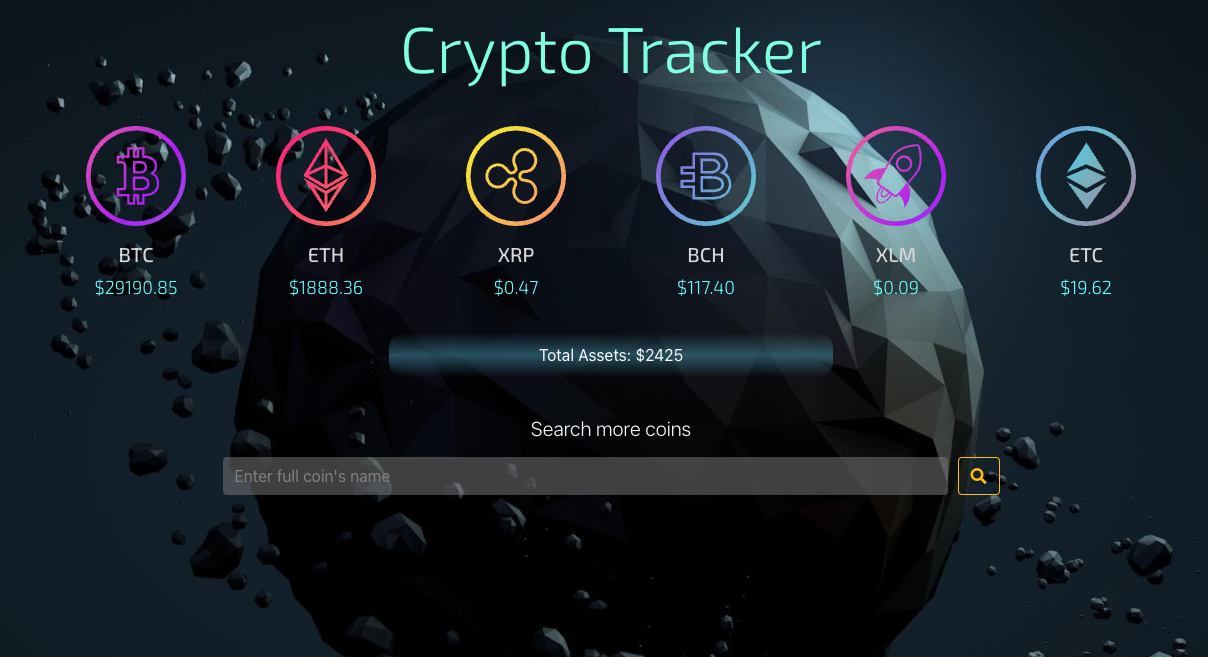 Crypto Tracker
BTC
ETH
XRP
BCH
XLM
ETC
$29190.85
$1888.36
$0.47
$117.40
$0.09
$19.62
Total Assets: $2425
Search more coins
Enter full coin's name